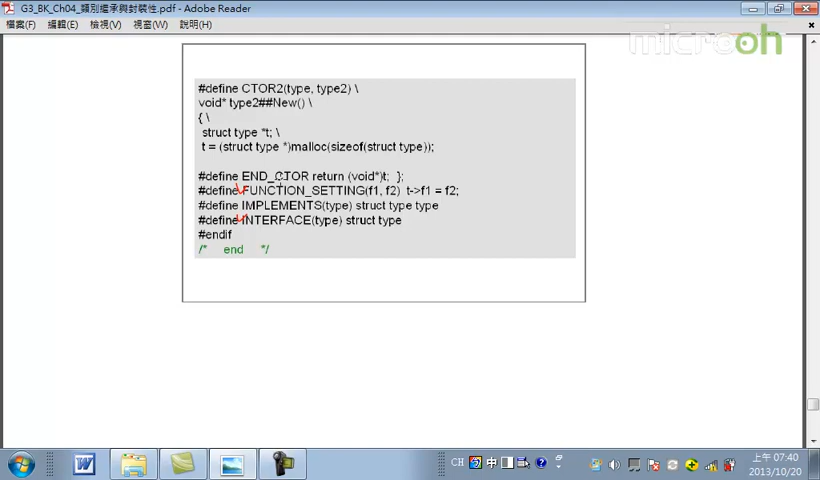 G3_BK_Ch04_類別繼承與封裝性.pdf - Adobe Reader
檔案(F) 編輯(E) 檢視(V) 視窗(W) 說明(H)
microoh
#define CTOR2(type, type2) \
void* type2##New() \
{ \
struct type *t; \
t = (struct type *)malloc(sizeof(struct type));
#define END_CTOR return (void*)t; };
#define FUNCTION_SETTING(f1, f2) t->f1 = f2;
#define IMPLEMENTS(type) struct type type
#define INTERFACE(type) struct type
#endif
/* end */
CH 中
上午 07:40
2013/10/20